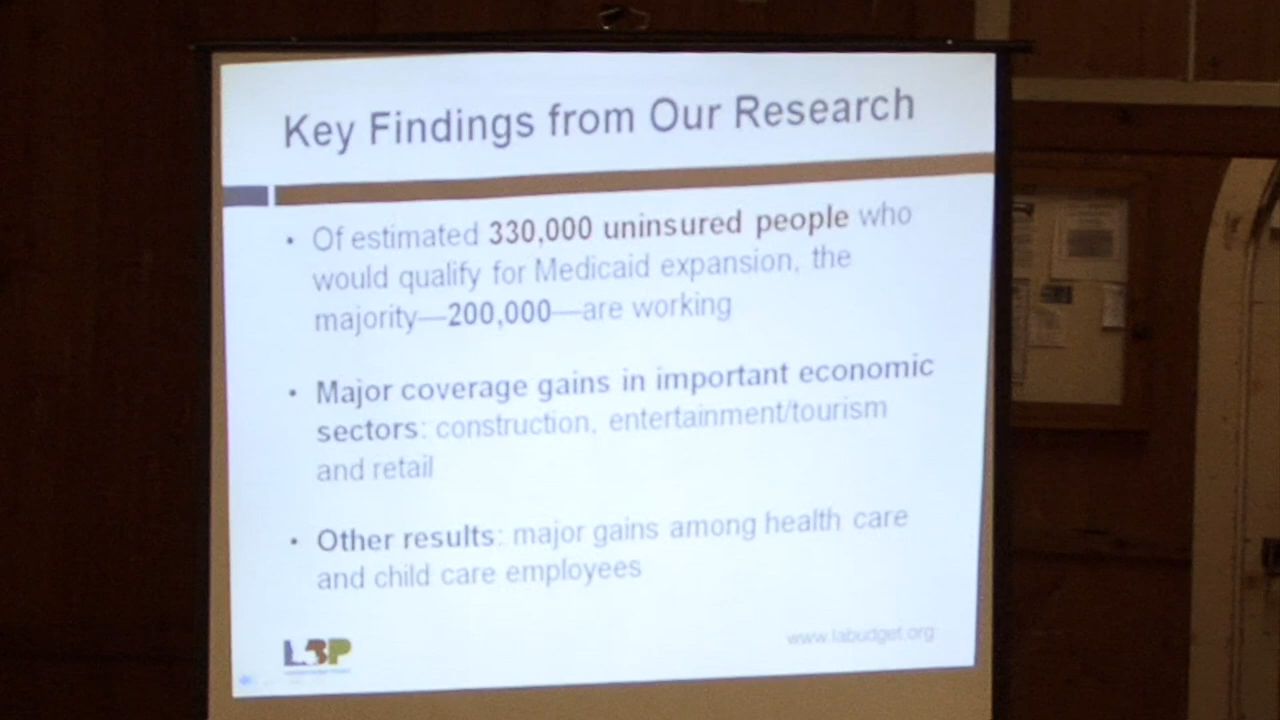 Key Findings from Our Research
• Of estimated 330,000 uninsured people who
would qualify for Medicaid expansion, the
majority—200,000—are working
• Major coverage gains in important economic
sectors: construction, entertainment/tourism
and retail
• Other results: major gains among health care
and child care employees
LBP
www.labudget.org